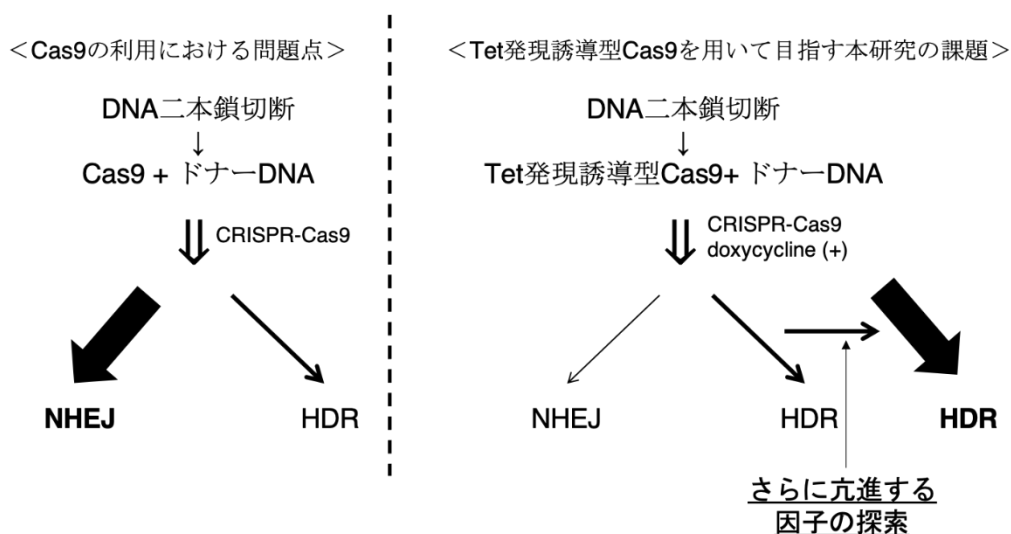 <Cas9の利用における問題点>
DNA二本鎖切断
↓
Cas9 + ドナーDNA
CRISPR-Cas9
NHEJ
HDR
<Tet発現誘導型Cas9を用いて目指す本研究の課題>
DNA二本鎖切断
↓
Tet発現誘導型Cas9+ ドナーDNA
CRISPR-Cas9
doxycycline (+)
NHEJ
HDR
HDR
さらに亢進する
因子の探索